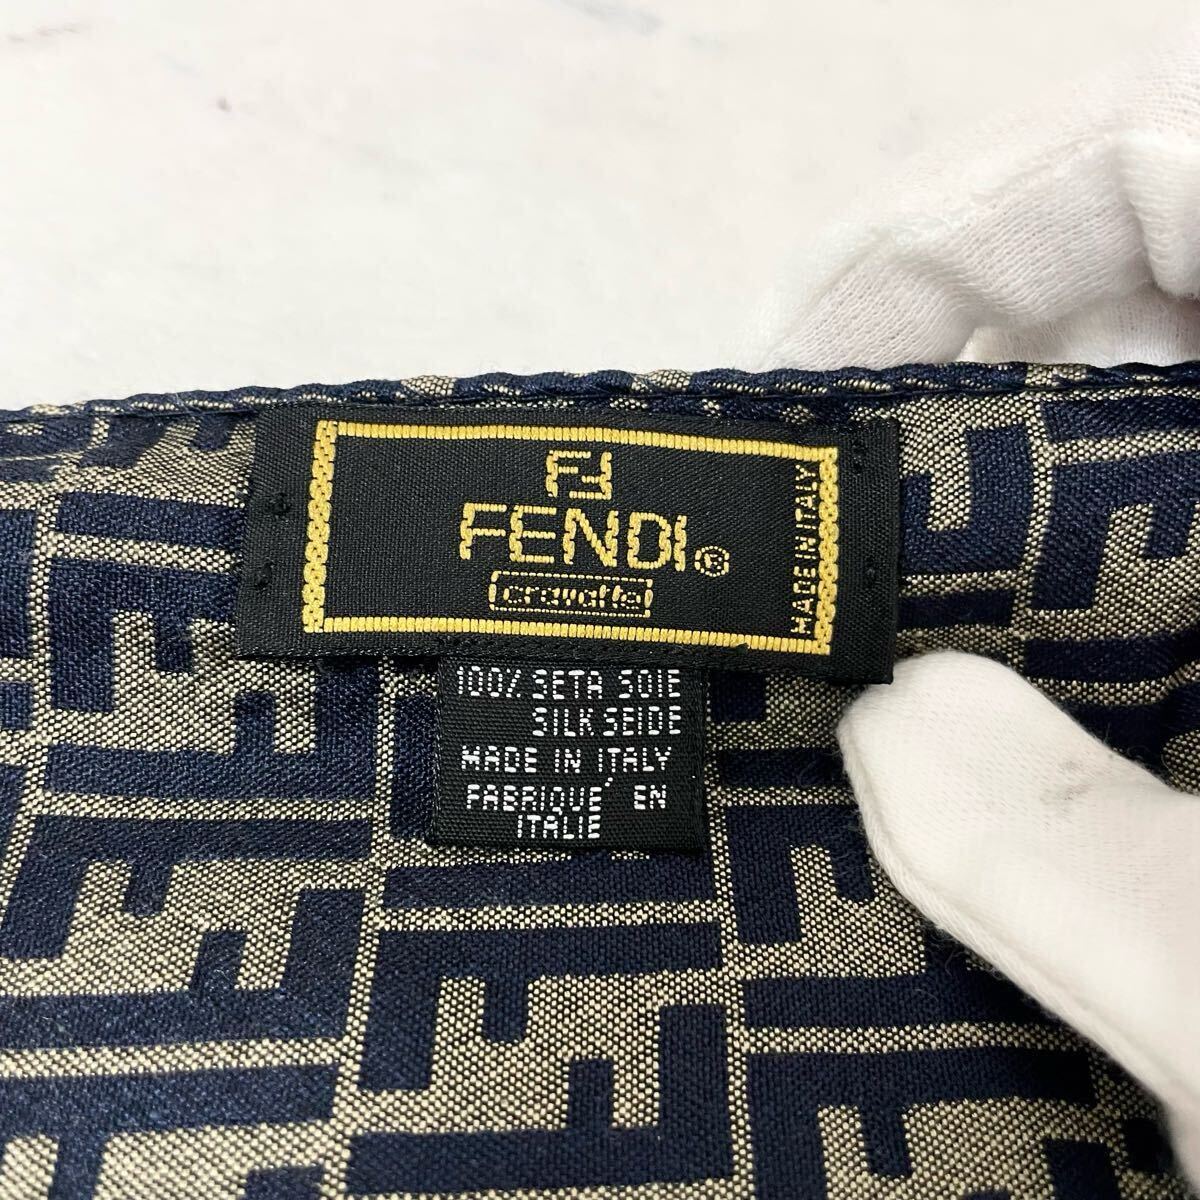 FF
FENDI®
cravatte
MADE IN ITALY
100% SETA SOIE
SILK SEIDE
MADE IN ITALY
FABRIQUE' EN
ITALIE